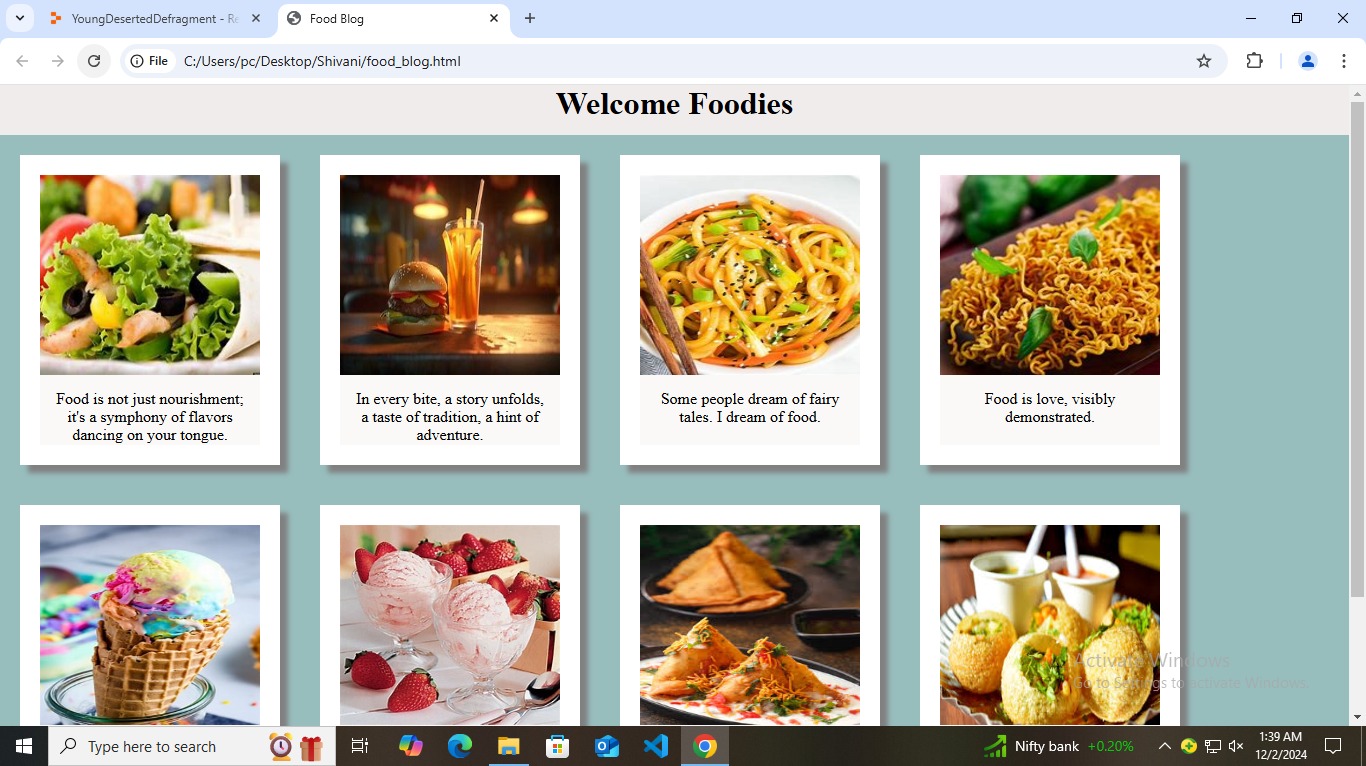 YoungDesertedDefragment - Re
Food Blog
File
C:/Users/pc/Desktop/Shivani/food_blog.html
Welcome Foodies
Food is not just nourishment;
it's a symphony of flavors
dancing on your tongue.
In every bite, a story unfolds,
a taste of tradition, a hint of
adventure.
Some people dream of fairy
tales. I dream of food.
Food is love, visibly
demonstrated.
Activate Windows
Go to Settings to activate Windows.
Type here to search
Nifty bank +0.20%
1:39 AM
12/2/2024